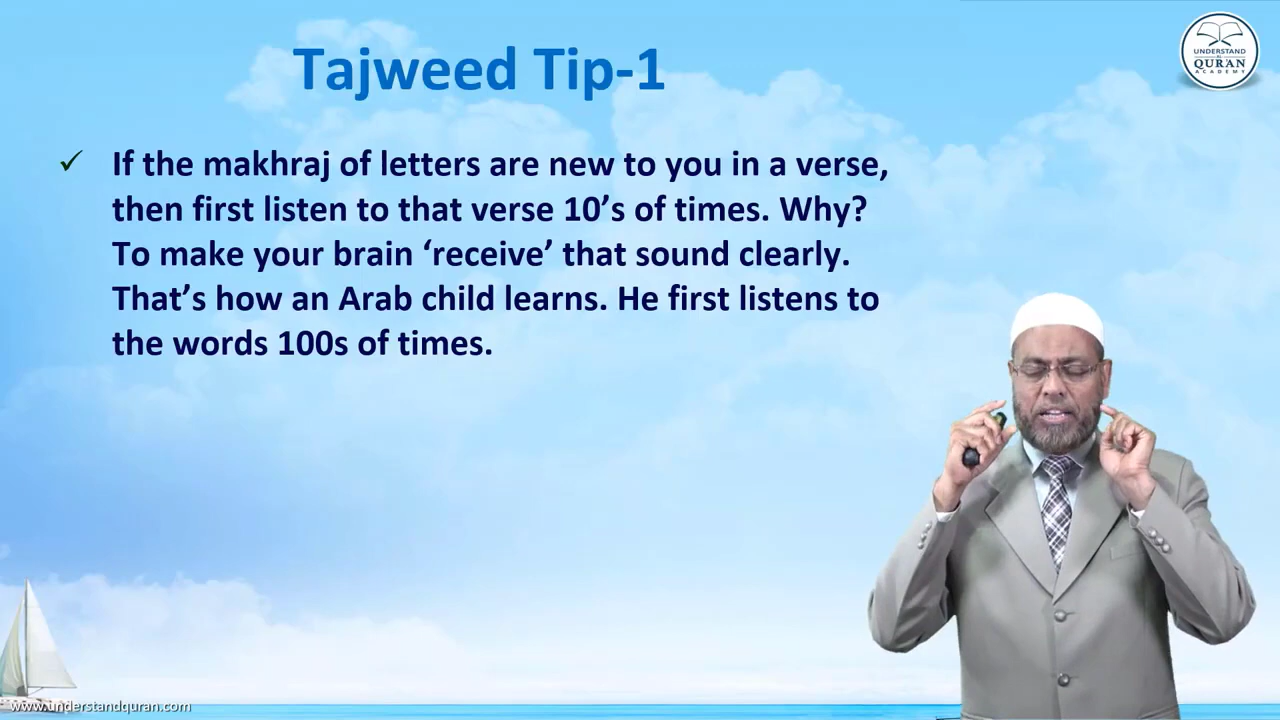 Tajweed Tip-1
UNDERSTAND
QURAN
ACADEMY
✓ If the makhraj of letters are new to you in a verse,
then first listen to that verse 10’s of times. Why?
To make your brain ‘receive’ that sound clearly.
That’s how an Arab child learns. He first listens to
the words 100s of times.
www.understandquran.com